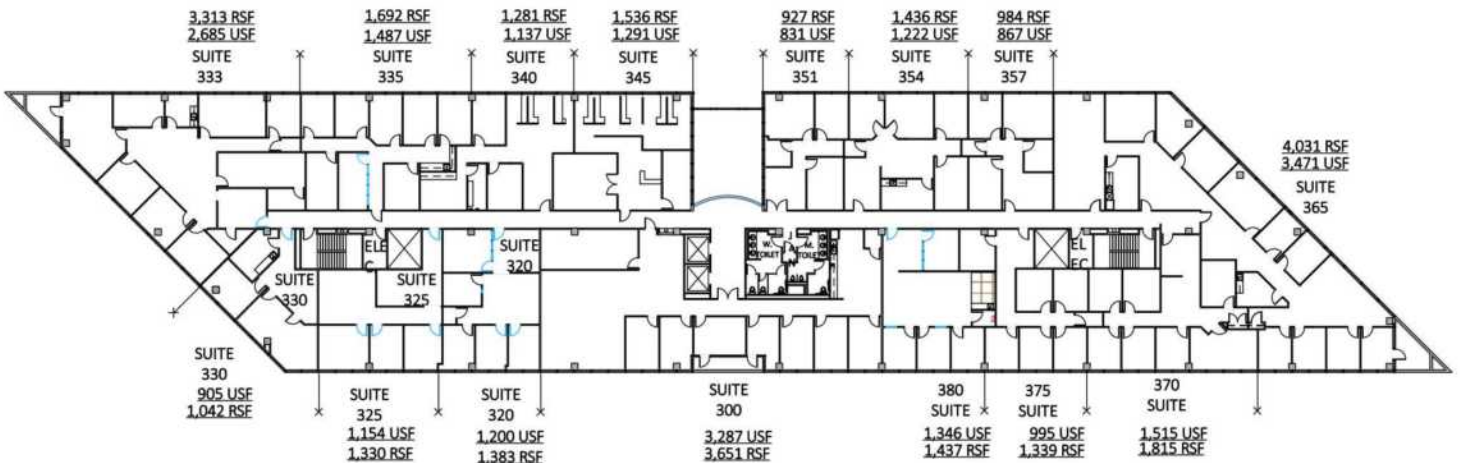 3,313 RSF
2,685 USF
SUITE
333
1,692 RSF
1,487 USF
SUITE
335
1,281 RSF
1,137 USF
SUITE
340
1,536 RSF
1,291 USF
SUITE
345
927 RSF
831 USF
SUITE
351
1,436 RSF
1,222 USF
SUITE
354
984 RSF
867 USF
SUITE
357
4,031 RSF
3,471 USF
SUITE
365
ELE
C
SUITE
330
SUITE
325
SUITE
320
W.
TOILET
J
A
N
M.
TOILET
EL
EC
SUITE
330
905 USF
1,042 RSF
SUITE
325
1,154 USF
1,330 RSF
SUITE
320
1,200 USF
1,383 RSF
SUITE
300
3,287 USF
3,651 RSF
380
SUITE
1,346 USF
1,437 RSF
375
SUITE
995 USF
1,339 RSF
370
SUITE
1,515 USF
1,815 RSF